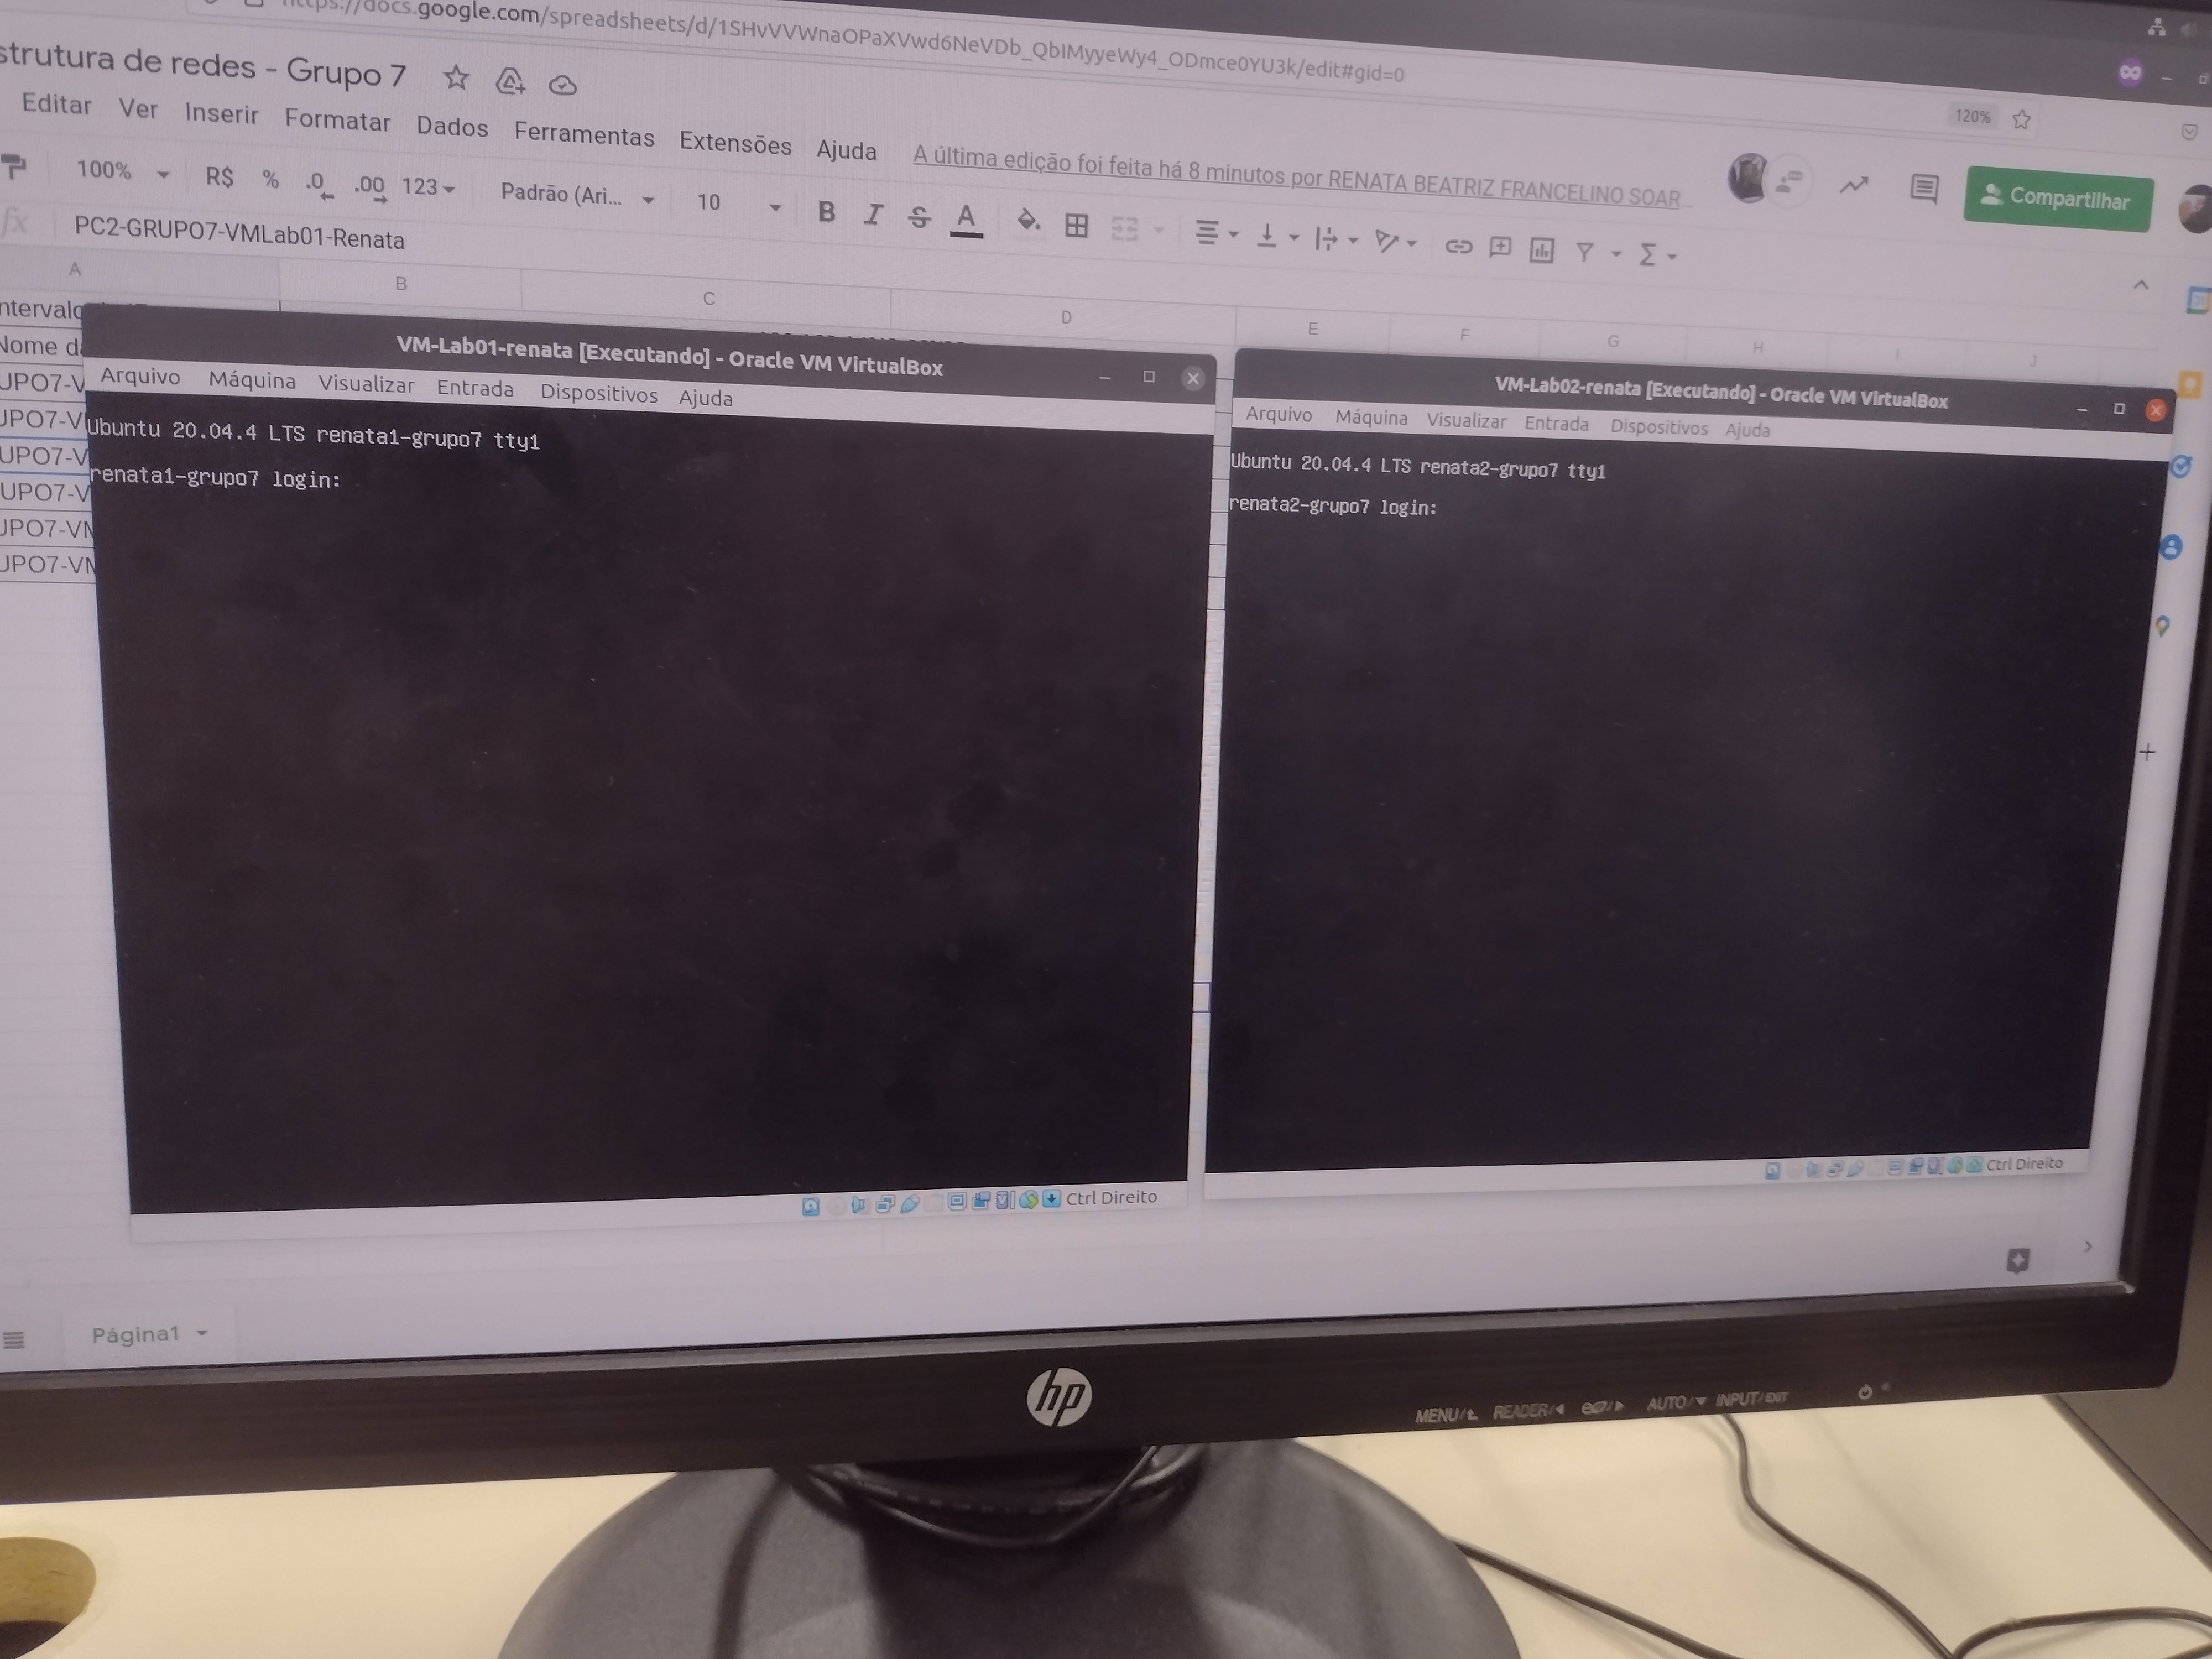 https://docs.google.com/spreadsheets/d/1SHvVVWnaOPaXVwd6NeVDb_QbIMyyeWy4_ODmce0YU3k/edit#gid=0
120%
strutura de redes - Grupo 7
Editar Ver Inserir Formatar Dados Ferramentas Extensões Ajuda A última edição foi feita há 8 minutos por RENATA BEATRIZ FRANCELINO SOAR...
Compartilhar
100% R$ % .0 .00 123 Padrão (Ari... 10 B I S A
fx PC2-GRUPO7-VMLab01-Renata
A B C D E F G H I J
ntervalo
Nome d
UPO7-V
UPO7-V
UPO7-V
UPO7-V
UPO7-VM
UPO7-VM
VM-Lab01-renata [Executando] - Oracle VM VirtualBox
Arquivo Máquina Visualizar Entrada Dispositivos Ajuda
Ubuntu 20.04.4 LTS renata1-grupo7 tty1
renata1-grupo7 login:
Ctrl Direito
VM-Lab02-renata [Executando] - Oracle VM VirtualBox
Arquivo Máquina Visualizar Entrada Dispositivos Ajuda
Ubuntu 20.04.4 LTS renata2-grupo7 tty1
renata2-grupo7 login:
Ctrl Direito
Página1
hp
MENU/ READER/ AUTO/ INPUT/EXIT